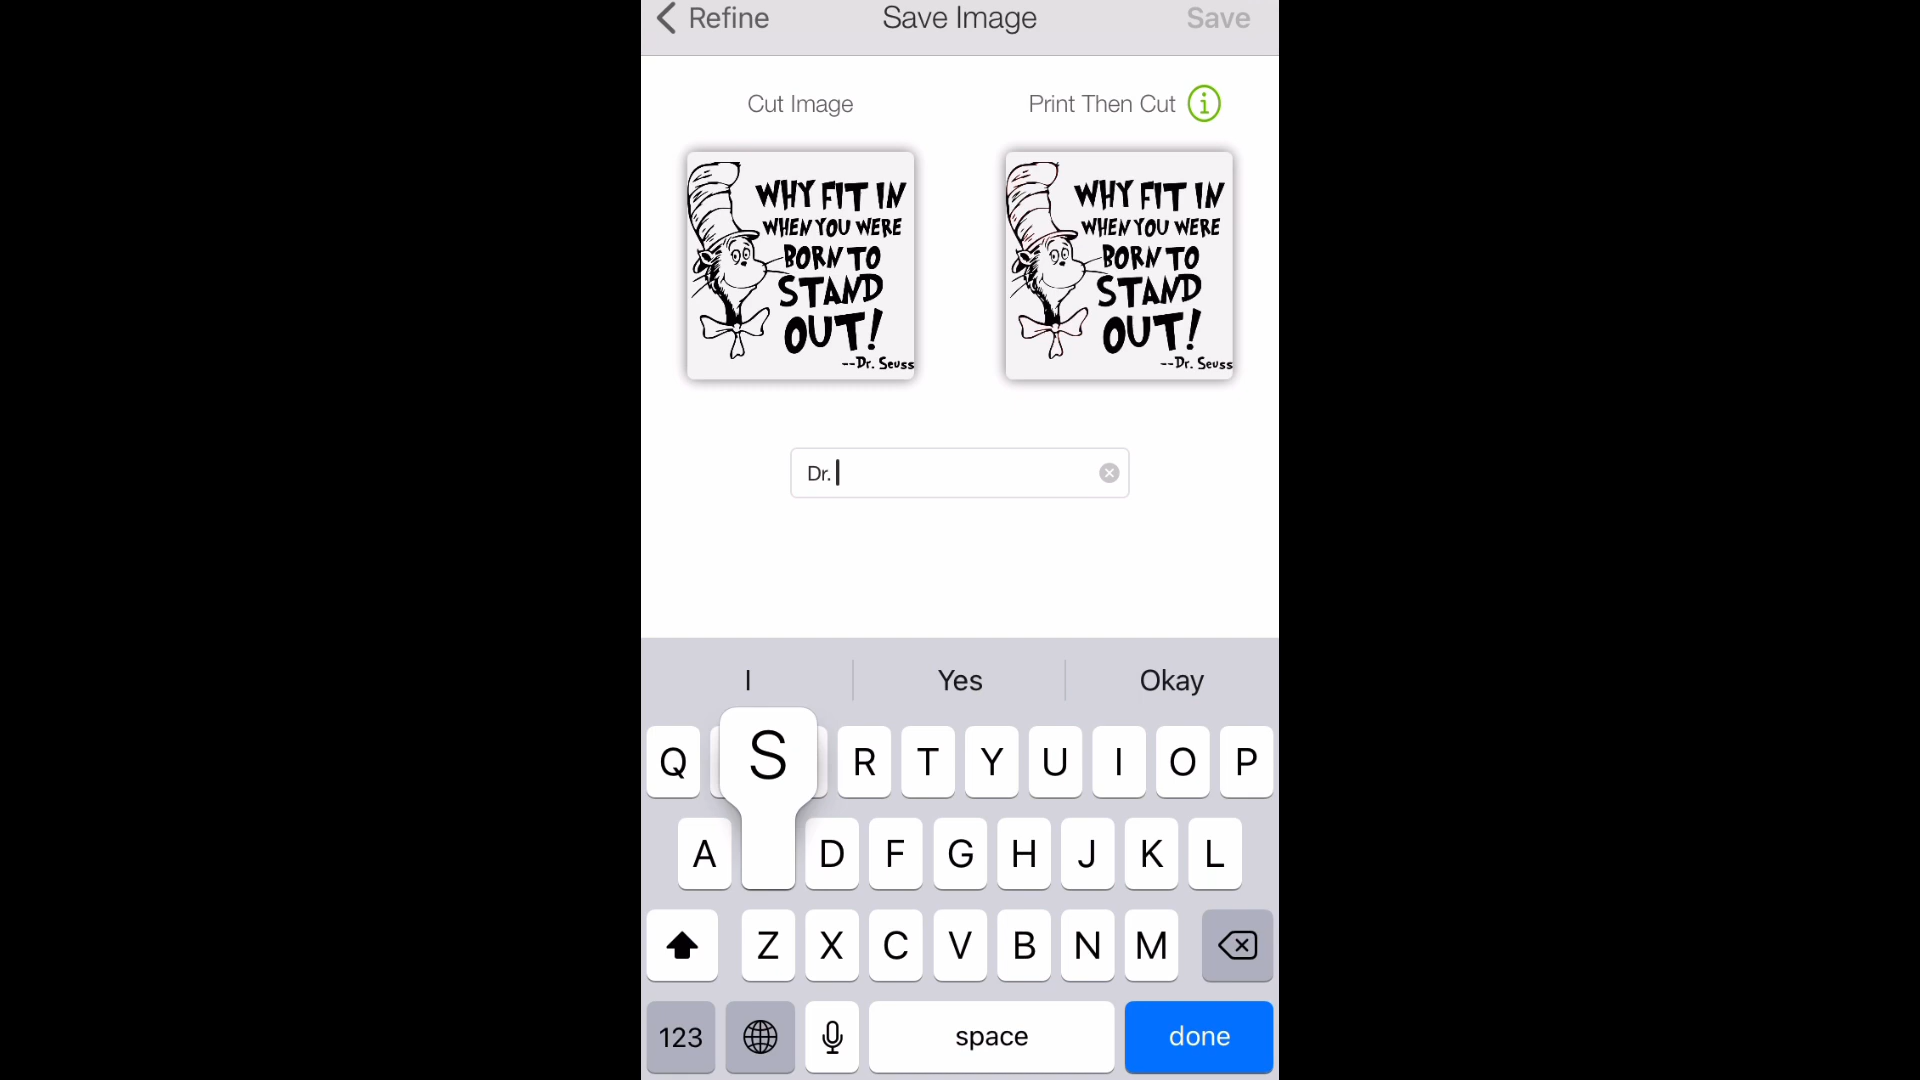 Refine Save Image Save
Cut Image Print Then Cut i
WHY FIT IN
WHEN YOU WERE
BORN TO
STAND
OUT!
--Dr. Seuss
WHY FIT IN
WHEN YOU WERE
BORN TO
STAND
OUT!
--Dr. Seuss
Dr.
I Yes Okay
Q S R T Y U I O P
A D F G H J K L
Z X C V B N M
123 space done